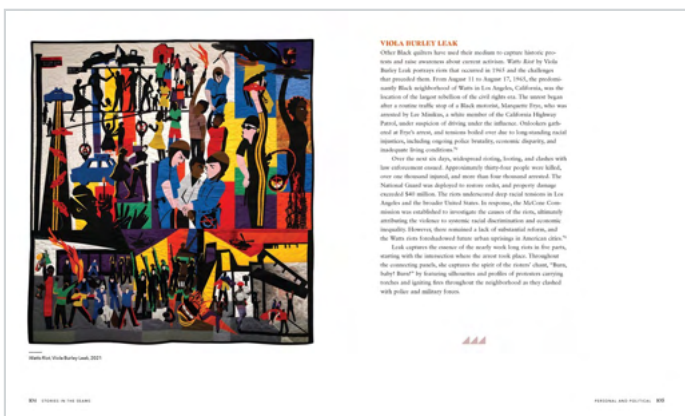 VIOLA BURLEY LEAK
Other Black quilters have used their medium to capture historic pro-
tests and raise awareness about current activism. Watts Riot by Viola
Burley Leak portrays riots that occurred in 1965 and the challenges
that preceded them. From August 11 to August 17, 1965, the predomi-
nantly Black neighborhood of Watts in Los Angeles, California, was the
location of the largest rebellion of the civil rights era. The unrest began
after a routine traffic stop of a Black motorist, Marquette Frye, who was
arrested by Lee Minikus, a white member of the California Highway
Patrol, under suspicion of driving under the influence. Onlookers gath-
ered at Frye's arrest, and tensions boiled over due to long-standing racial
injustices, including ongoing police brutality, economic disparity, and
inadequate living conditions.
Over the next six days, widespread rioting, looting, and clashes with
law enforcement ensued. Approximately thirty-four people were killed,
over one thousand injured, and more than four thousand arrested. The
National Guard was deployed to restore order, and property damage
exceeded $40 million. The riots underscored deep racial tensions in Los
Angeles and the broader United States. In response, the McCone Com-
mission was established to investigate the causes of the riots, ultimately
attributing the violence to systemic racial discrimination and economic
inequality. However, there remained a lack of substantial reform, and
the Watts riots foreshadowed future urban uprisings in American cities.
Leak captures the essence of the nearly week long riots in five parts,
starting with the intersection where the arrest took place. Throughout
the connecting panels, she captures the spirit of the rioters' chant, "Burn,
baby! Burn!" by featuring silhouettes and profiles of protestors carrying
torches and igniting fires throughout the neighborhood as they clashed
with police and military forces.
Watts Riot, Viola Burley Leak, 2021
STORIES IN THE SEAMS
PERSONAL AND POLITICAL